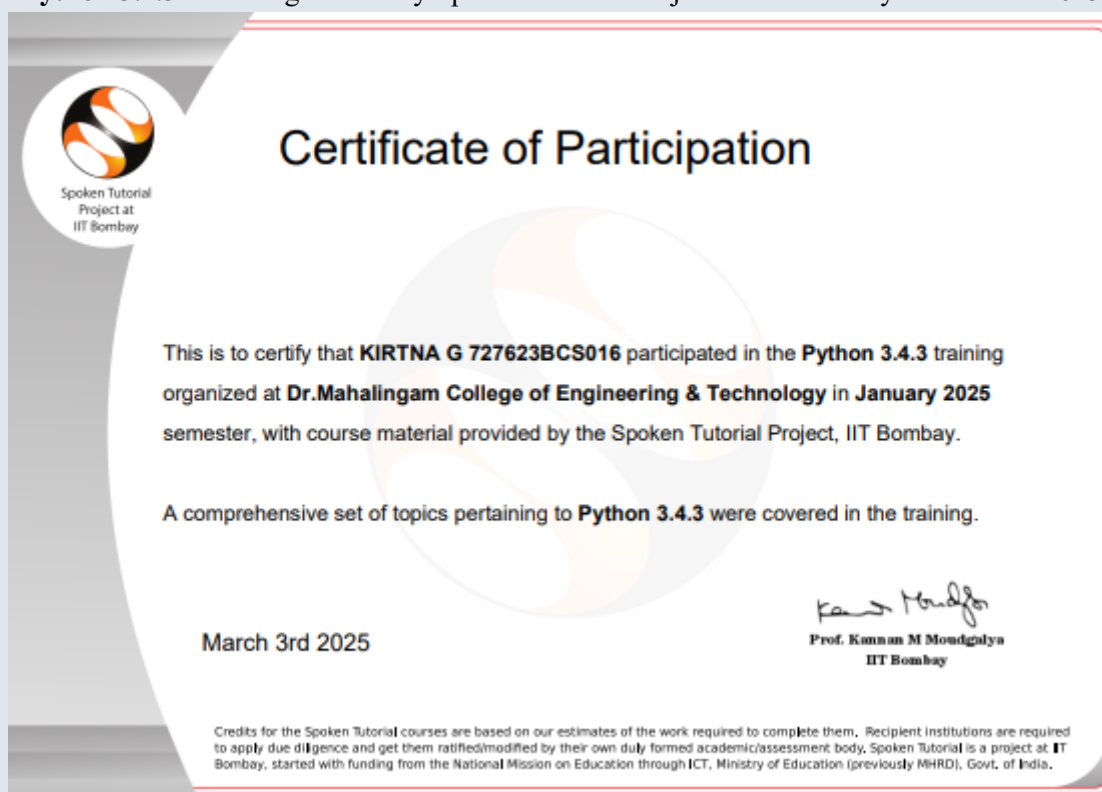 Spoken Tutorial
Project at
IIT Bombay
Certificate of Participation
This is to certify that KIRTNA G 727623BCS016 participated in the Python 3.4.3 training
organized at Dr.Mahalingam College of Engineering & Technology in January 2025
semester, with course material provided by the Spoken Tutorial Project, IIT Bombay.
A comprehensive set of topics pertaining to Python 3.4.3 were covered in the training.
March 3rd 2025
Prof. Kannan M Moudgalya
IIT Bombay
Credits for the Spoken Tutorial courses are based on our estimates of the work required to complete them. Recipient institutions are required
to apply due diligence and get them ratified/modified by their own duly formed academic/assessment body. Spoken Tutorial is a project at IIT
Bombay, started with funding from the National Mission on Education through ICT, Ministry of Education (previously MHRD), Govt. of India.